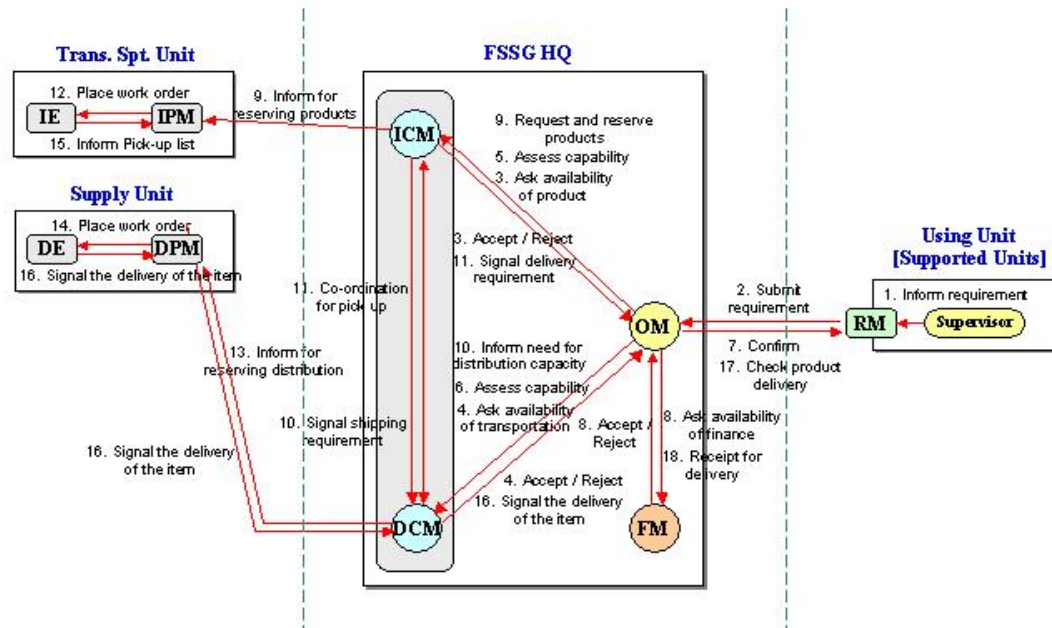 Trans. Spt. Unit
12. Place work order
IE
IPM
15. Inform Pick-up list
9. Inform for
reserving products
Supply Unit
14. Place work order
DE
DPM
16. Signal the delivery of the item
13. Inform for
reserving distribution
16. Signal the delivery
of the item
FSSG HQ
ICM
9. Request and reserve
products
5. Assess capability
3. Ask availability
of product
3. Accept / Reject
11. Signal delivery
requirement
11. Co-ordination
for pick up
10. Signal shipping
requirement
OM
10. Inform need for
distribution capacity
6. Assess capability
4. Ask availability
of transportation
8. Accept /
Reject
8. Ask availability
of finance
18. Receipt for
delivery
4. Accept / Reject
16. Signal the delivery
of the item
DCM
FM
Using Unit
[Supported Units]
1. Inform requirement
2. Submit
requirement
RM
Supervisor
7. Confirm
17. Check product
delivery